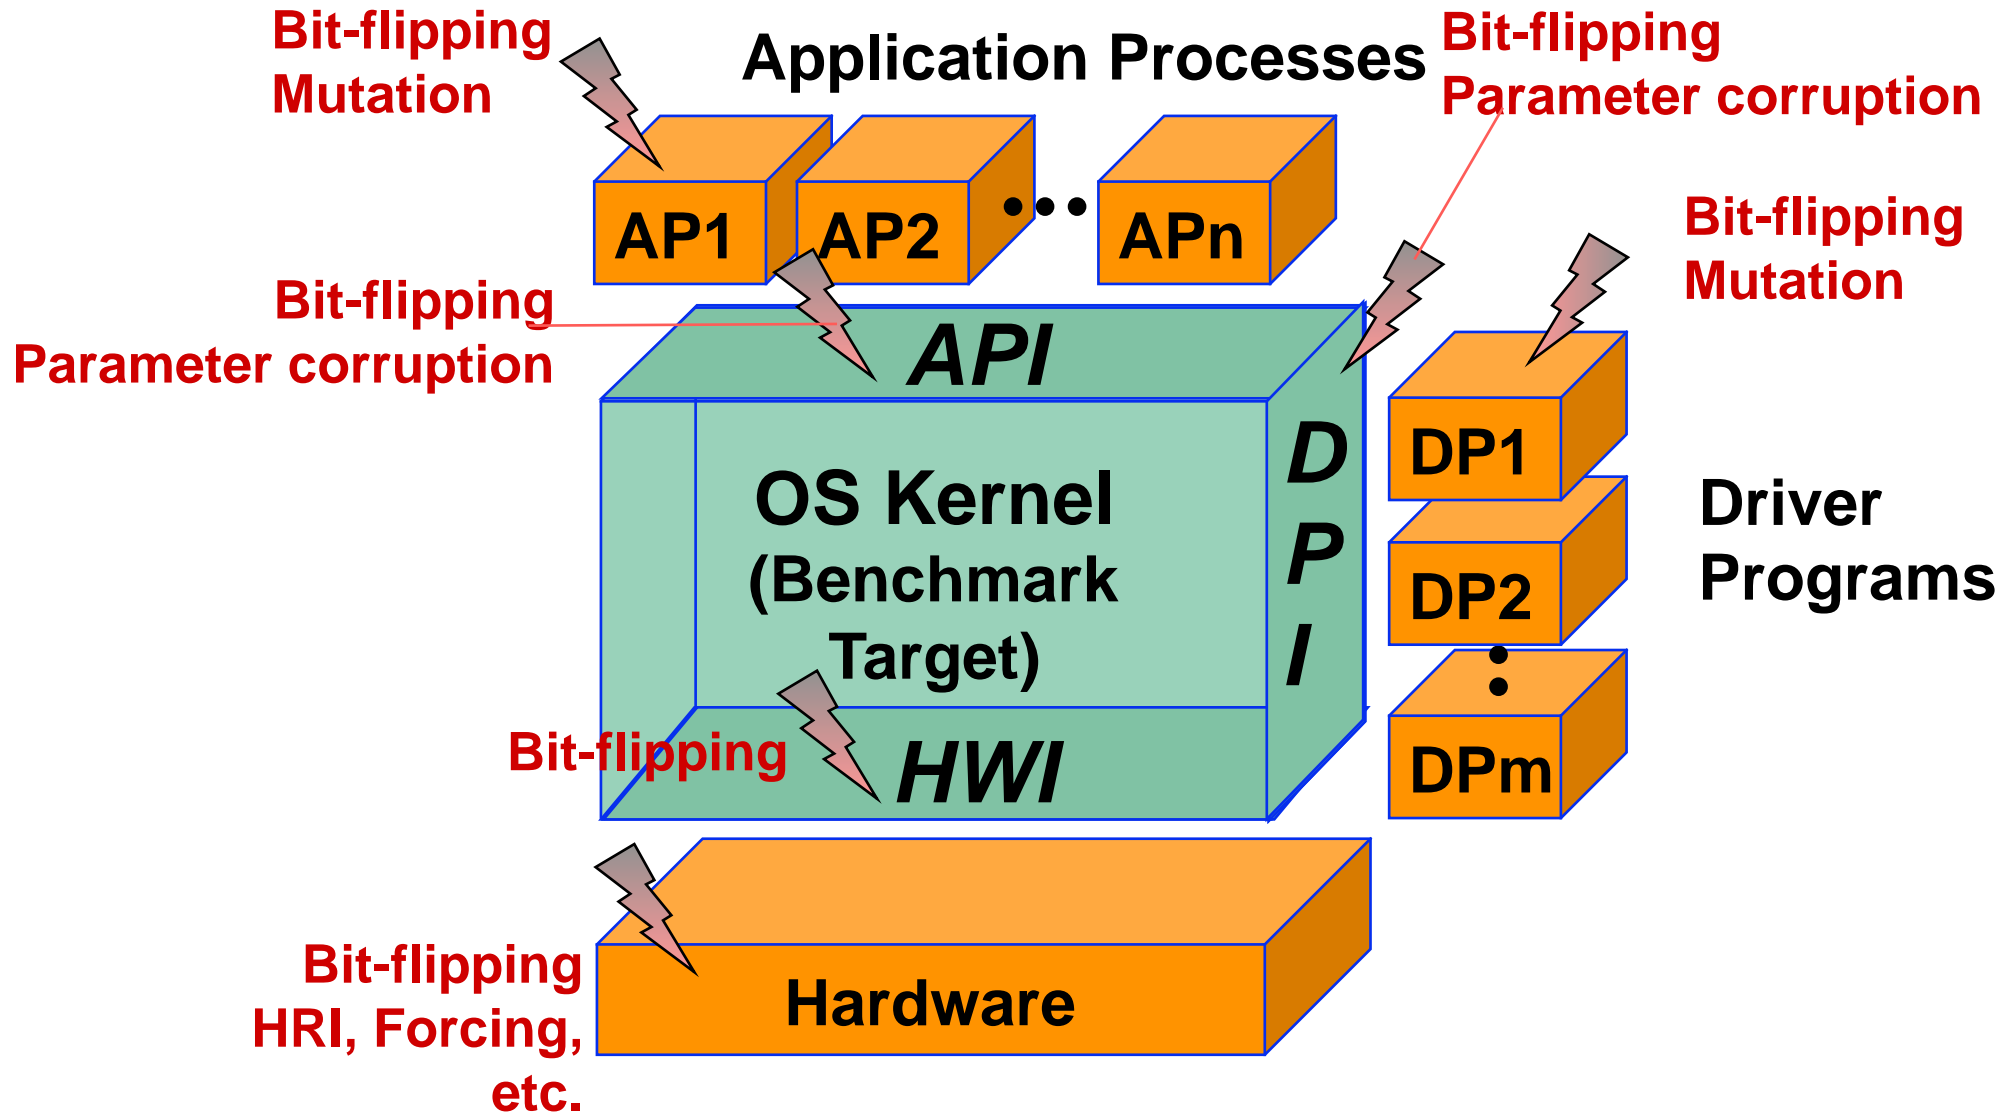 Bit-flipping
Mutation
Application Processes
Bit-flipping
Parameter corruption
AP1
AP2
•••
APn
Bit-flipping
Mutation
Bit-flipping
Parameter corruption
API
D
P
I
DP1
DP2
DPm
Driver
Programs
OS Kernel
(Benchmark
Target)
Bit-flipping
HWI
Bit-flipping
HRI, Forcing,
etc.
Hardware